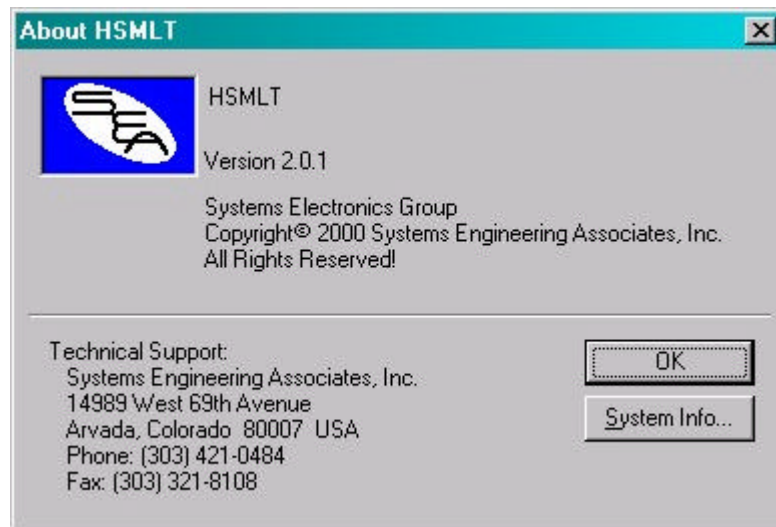 About HSMLT
SEA
HSMLT
Version 2.0.1
Systems Electronics Group
Copyright© 2000 Systems Engineering Associates, Inc.
All Rights Reserved!
Technical Support:
Systems Engineering Associates, Inc.
14989 West 69th Avenue
Arvada, Colorado 80007 USA
Phone: (303) 421-0484
Fax: (303) 321-8108
OK
System Info...